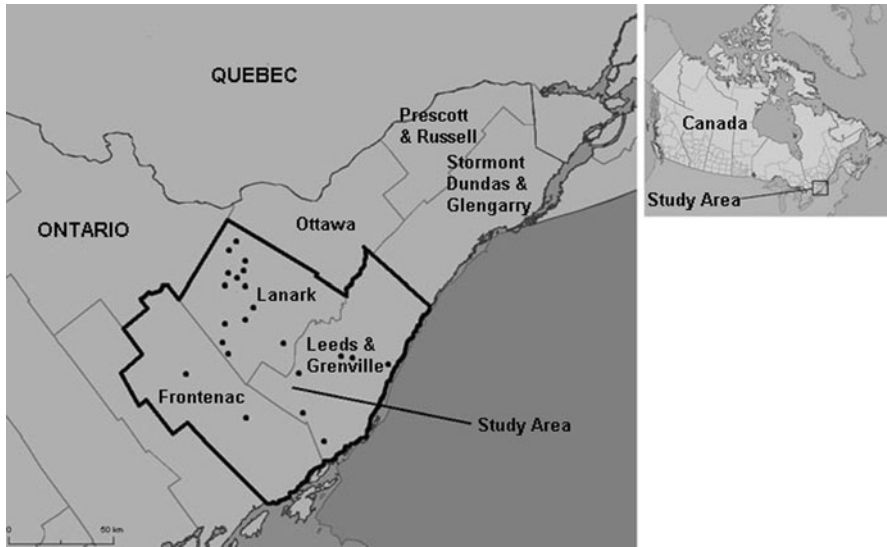 QUEBEC
Prescott
& Russell
Stormont
Dundas &
Glengarry
ONTARIO
Ottawa
Lanark
Leeds &
Grenville
Frontenac
Study Area
0
50 km
Canada
Study Area